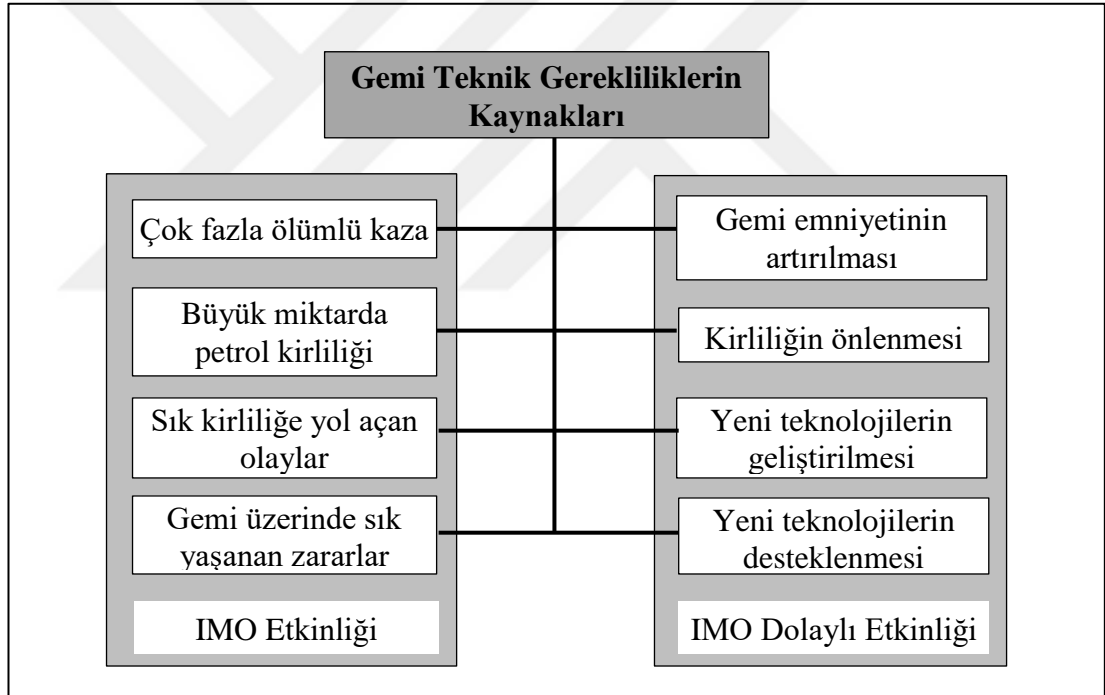 Gemi Teknik Gerekliliklerin
Kaynakları
Çok fazla ölümlü kaza
Büyük miktarda
petrol kirliliği
Sık kirliliğe yol açan
olaylar
Gemi üzerinde sık
yaşanan zararlar
IMO Etkinliği
Gemi emniyetinin
artırılması
Kirliliğin önlenmesi
Yeni teknolojilerin
geliştirilmesi
Yeni teknolojilerin
desteklenmesi
IMO Dolaylı Etkinliği